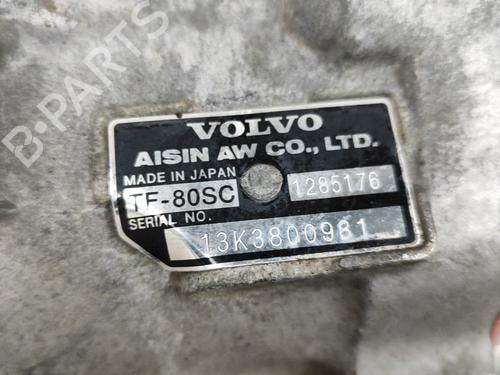 VOLVO
AISIN AW CO., LTD.
MADE IN JAPAN
TF-80SC 1285176
SERIAL NO.
13K3800981
B-PARTS